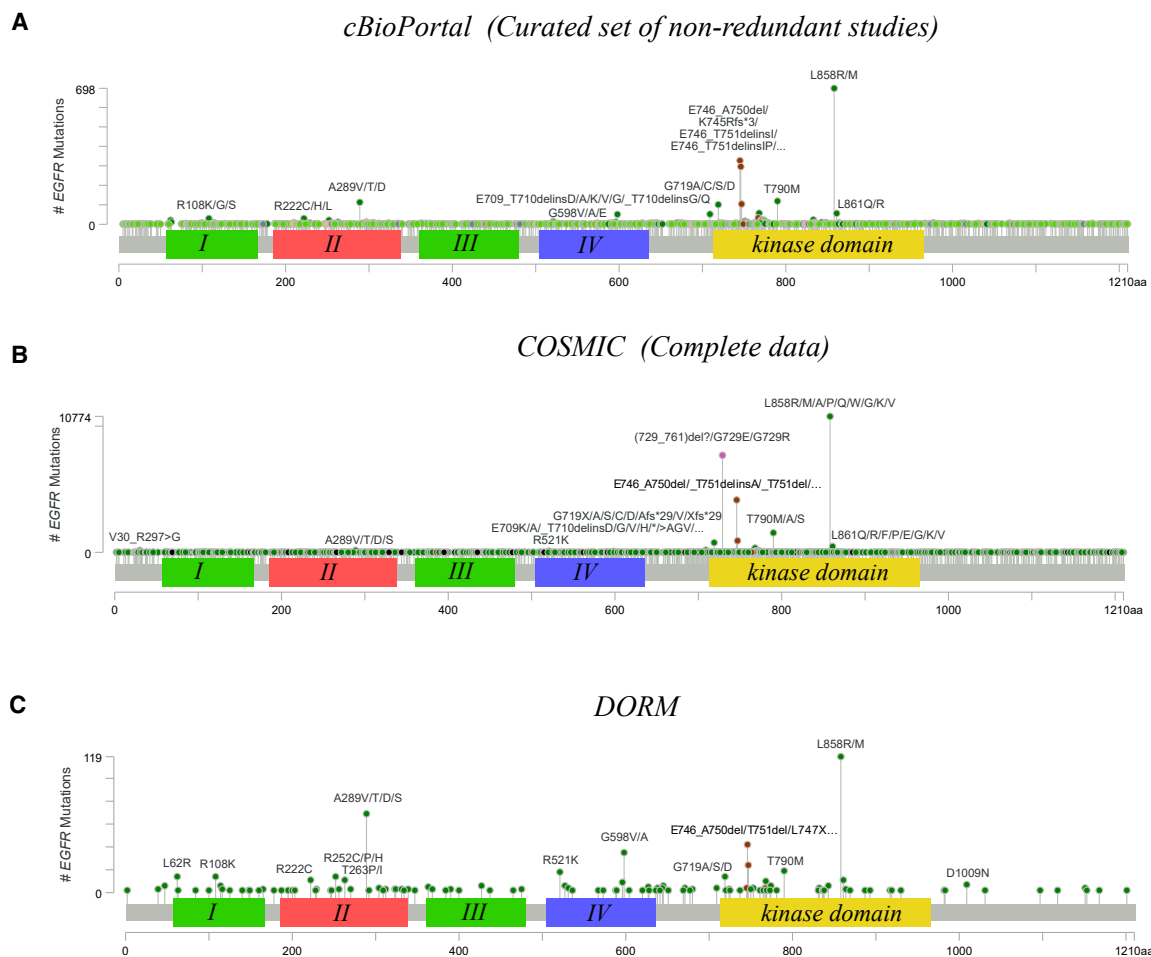 A
cBioPortal (Curated set of non-redundant studies)
L858R/M
698
E746_A750del/
K745Rfs*3/
E746_T751delinsI/
E746_T751delinsIP/...
# EGFR Mutations
A289V/T/D
R108K/G/S
R222C/H/L
E709_T710delinsD/A/K/V/G/_T710delinsG/Q
G719A/C/S/D
T790M
G598V/A/E
L861Q/R
0
I
II
III
IV
kinase domain
0
200
400
600
800
1000
1210aa
B
COSMIC (Complete data)
L858R/M/A/P/Q/W/G/K/V
10774
(729_761)del?/G729E/G729R
E746_A750del/_T751delinsA/_T751del/...
# EGFR Mutations
G719X/A/S/C/D/Afs*29/V/Xfs*29
T790M/A/S
E709K/A/_T710delinsD/G/V/H/*/>AGV/...
V30_R297>G
A289V/T/D/S
R521K
L861Q/R/F/P/E/G/K/V
0
I
II
III
IV
kinase domain
0
200
400
600
800
1000
1210aa
C
DORM
L858R/M
119
A289V/T/D/S
# EGFR Mutations
G598V/A
E746_A750del/T751del/L747X...
L62R
R108K
R222C
R252C/P/H
T263P/I
R521K
G719A/S/D
T790M
D1009N
0
I
II
III
IV
kinase domain
0
200
400
600
800
1000
1210aa